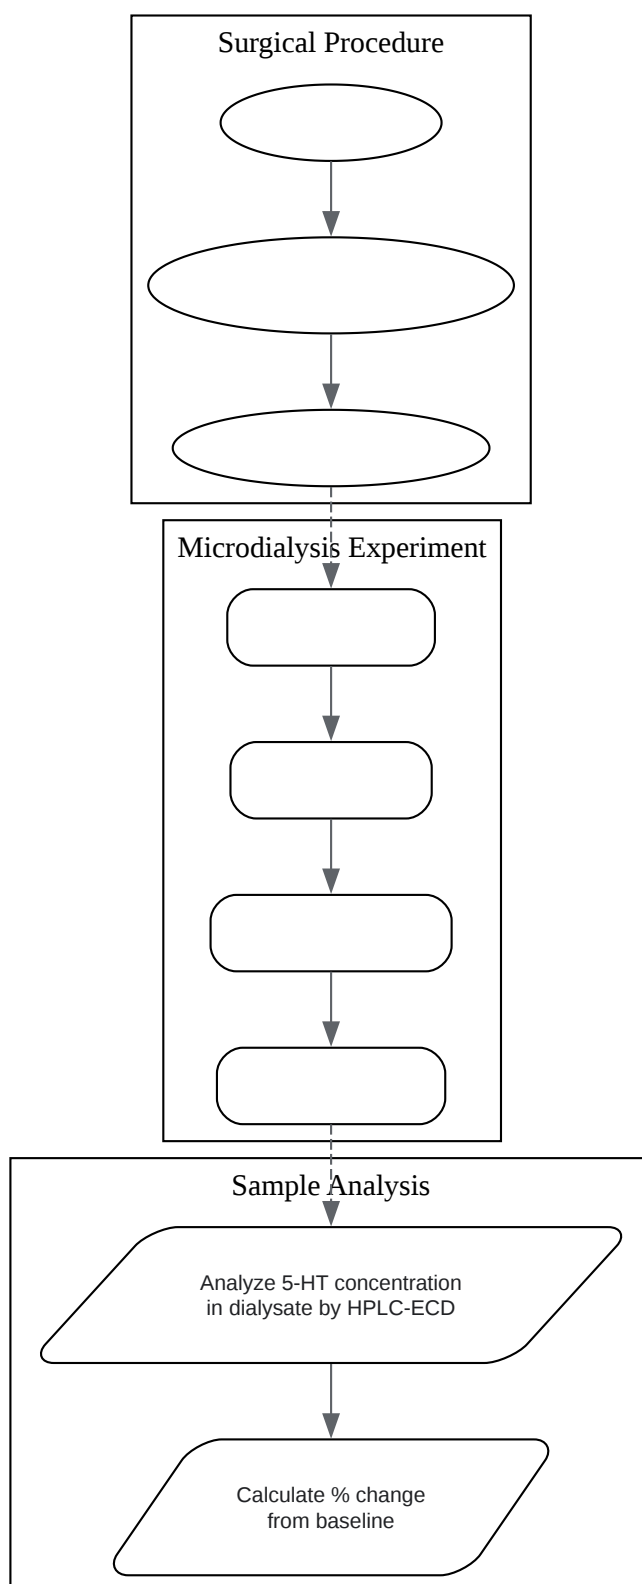 Surgical Procedure
Microdialysis Experiment
Sample Analysis
Analyze 5-HT concentration
in dialysate by HPLC-ECD
Calculate % change
from baseline